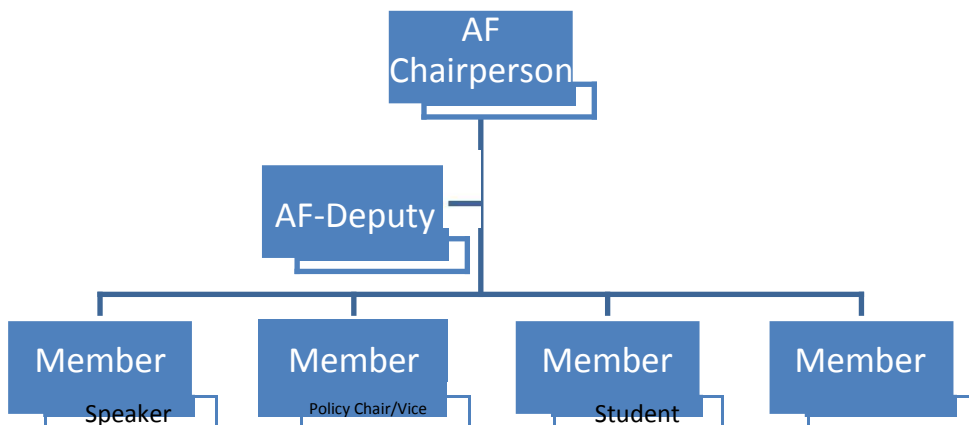 AF
Chairperson
AF-Deputy
Member
Member
Member
Member
Speaker
Policy Chair/Vice
Student